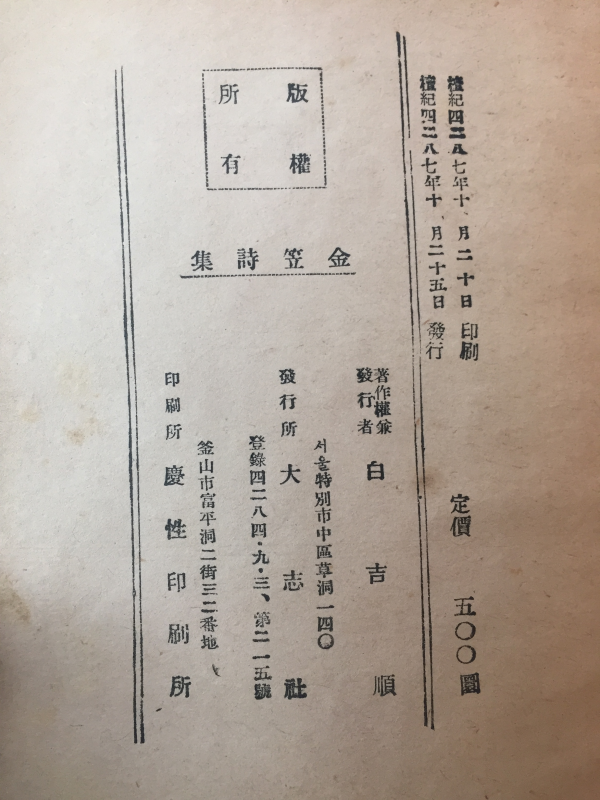 檀紀四二八七年十、月二十日 印刷
檀紀四二八七年十、月二十五日 發行
定價 五〇〇圜
著作權兼
發行者 白吉順
서울特別市中區草洞一四〇
發行所 大志社
登錄四二八四·九·三、第二一五號
釜山市富平洞二街三二番地
印刷所 慶性印刷所
金笠詩集
版權
所有